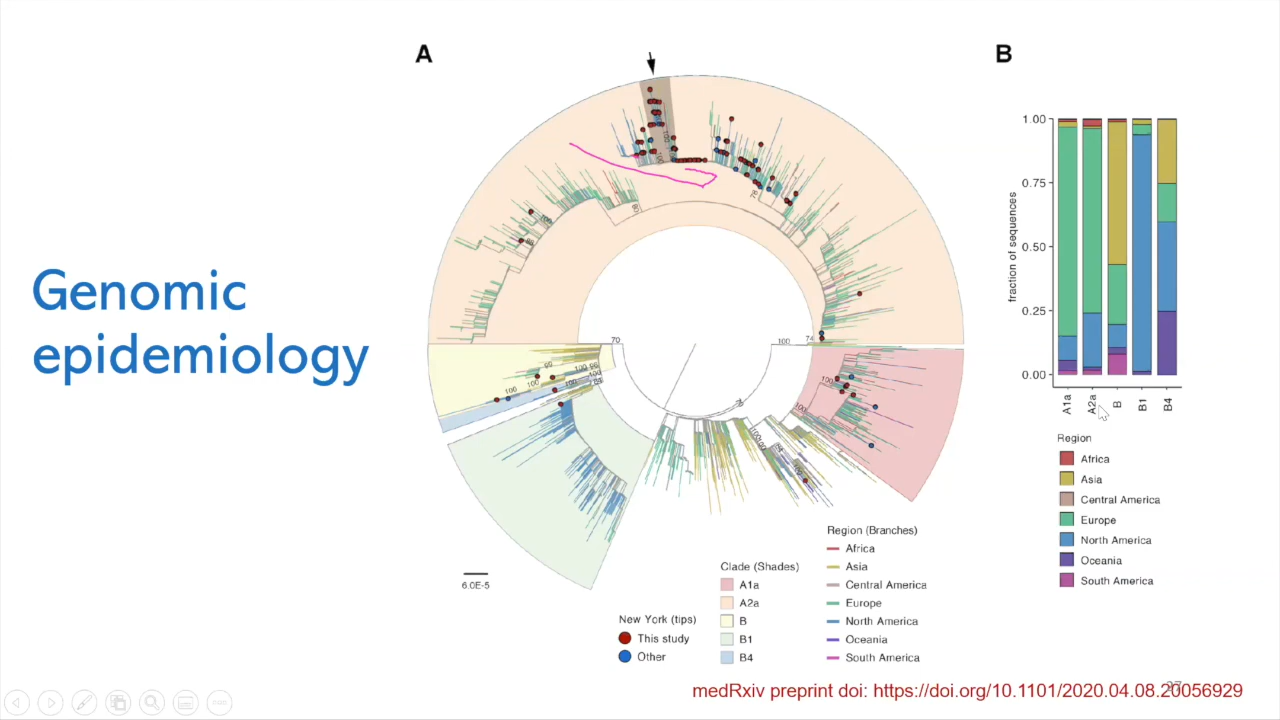 A
B
Genomic
epidemiology
70
74
100
80
78
100
100
6.0E-5
New York (tips)
This study
Other
Clade (Shades)
A1a
A2a
B
B1
B4
Region (Branches)
Africa
Asia
Central America
Europe
North America
Oceania
South America
fraction of sequences
1.00
0.75
0.50
0.25
0.00
A1a
A2a
B
B1
B4
Region
Africa
Asia
Central America
Europe
North America
Oceania
South America
medRxiv preprint doi: https://doi.org/10.1101/2020.04.08.20056929